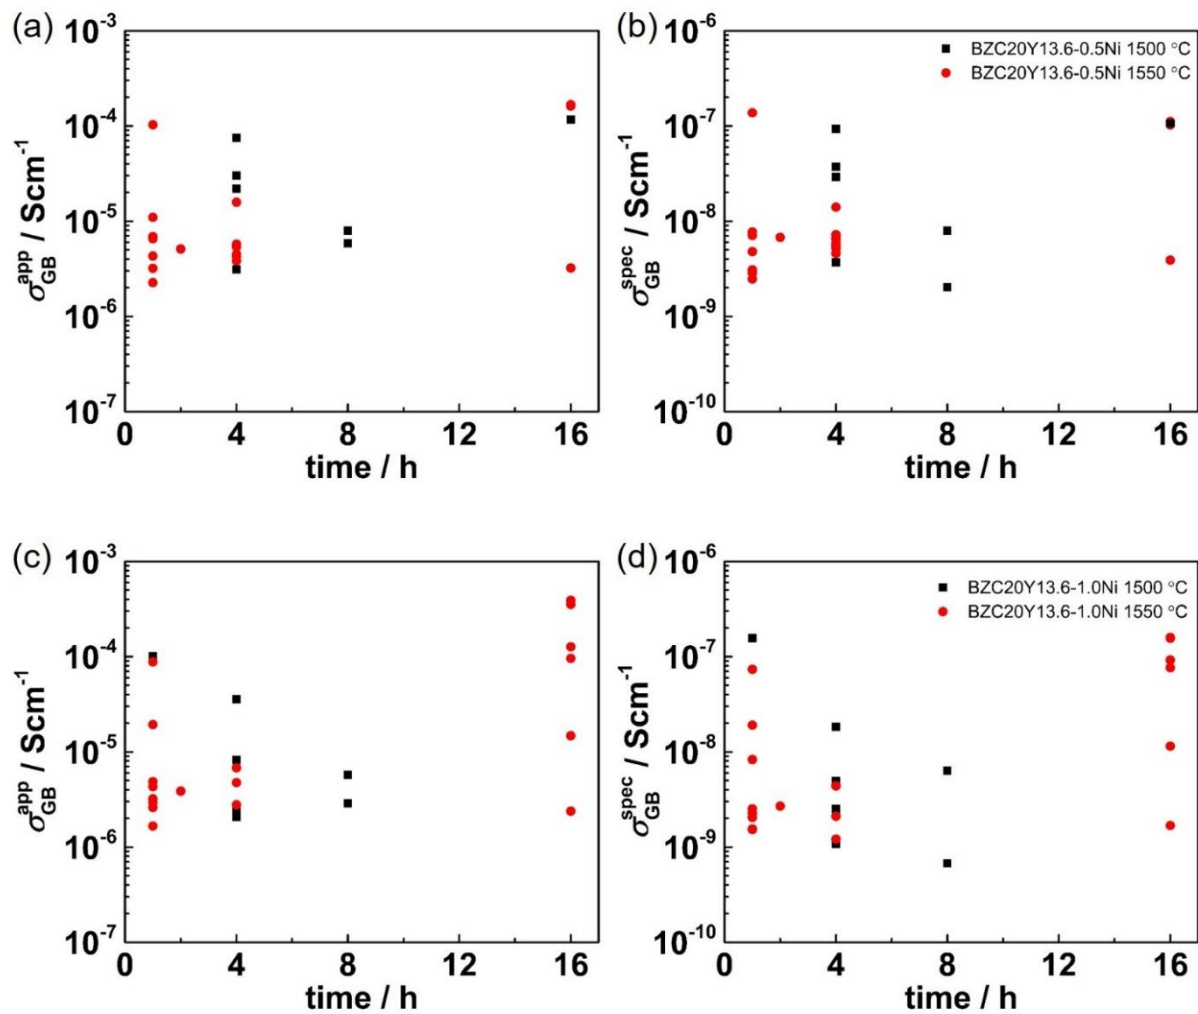 (a)
10⁻³
10⁻⁴
10⁻⁵
10⁻⁶
10⁻⁷
σ_GB^app / Scm⁻¹
0 4 8 12 16
time / h
(b)
10⁻⁶
10⁻⁷
10⁻⁸
10⁻⁹
10⁻¹⁰
σ_GB^spec / Scm⁻¹
BZC20Y13.6-0.5Ni 1500 °C
BZC20Y13.6-0.5Ni 1550 °C
0 4 8 12 16
time / h
(c)
10⁻³
10⁻⁴
10⁻⁵
10⁻⁶
10⁻⁷
σ_GB^app / Scm⁻¹
0 4 8 12 16
time / h
(d)
10⁻⁶
10⁻⁷
10⁻⁸
10⁻⁹
10⁻¹⁰
σ_GB^spec / Scm⁻¹
BZC20Y13.6-1.0Ni 1500 °C
BZC20Y13.6-1.0Ni 1550 °C
0 4 8 12 16
time / h